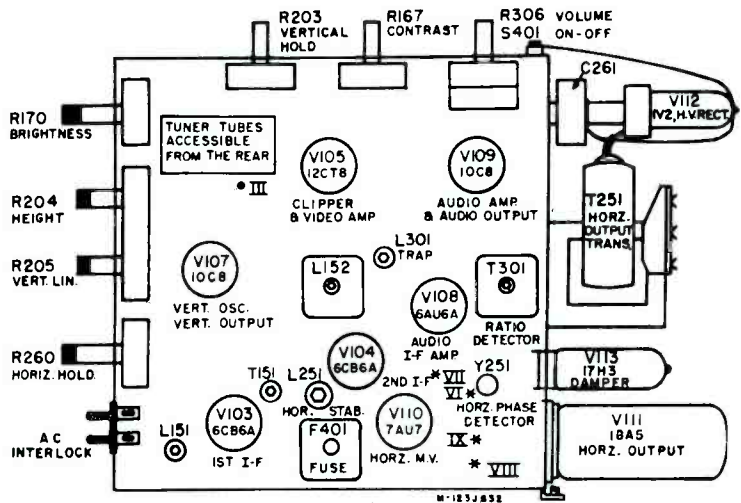 R203
VERTICAL
HOLD
R167
CONTRAST
R306 VOLUME
S401 ON-OFF
C261
V112
1V2, H.V. RECT.
R170
BRIGHTNESS
TUNER TUBES
ACCESSIBLE
FROM THE REAR
III
V105
12CT8
CLIPPER
& VIDEO AMP
V109
10C8
AUDIO AMP.
& AUDIO OUTPUT
T251
HORZ.
OUTPUT
TRANS.
R204
HEIGHT
R205
VERT. LIN.
V107
10C8
VERT. OSC.
VERT. OUTPUT
L301
TRAP
L152
T301
RATIO
DETECTOR
V108
6AU6A
AUDIO
I-F AMP
R260
HORIZ. HOLD.
V104
6CB6A
2ND I-F
T151
L251
HOR. STAB.
* VII
VI *
Y251
HORZ. PHASE
DETECTOR
V113
17H3
DAMPER
AC
INTERLOCK
L151
V103
6CB6A
1ST I-F
F401
FUSE
V110
7AU7
HORZ. M.V.
IX *
* VIII
V111
18A5
HORZ. OUTPUT
M-123J832